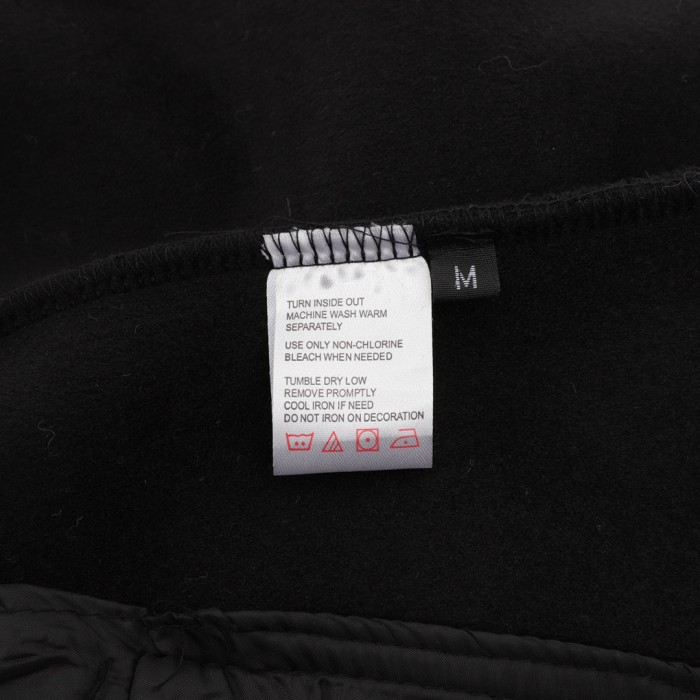 M
TURN INSIDE OUT
MACHINE WASH WARM
SEPARATELY
USE ONLY NON-CHLORINE
BLEACH WHEN NEEDED
TUMBLE DRY LOW
REMOVE PROMPTLY
COOL IRON IF NEED
DO NOT IRON ON DECORATION